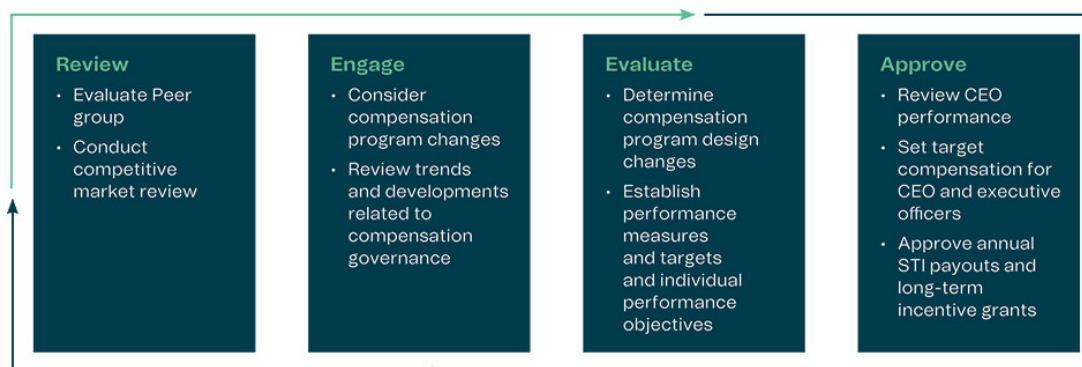 Review
• Evaluate Peer
group
• Conduct
competitive
market review
Engage
• Consider
compensation
program changes
• Review trends
and developments
related to
compensation
governance
Evaluate
• Determine
compensation
program design
changes
• Establish
performance
measures
and targets
and individual
performance
objectives
Approve
• Review CEO
performance
• Set target
compensation for
CEO and executive
officers
• Approve annual
STI payouts and
long-term
incentive grants